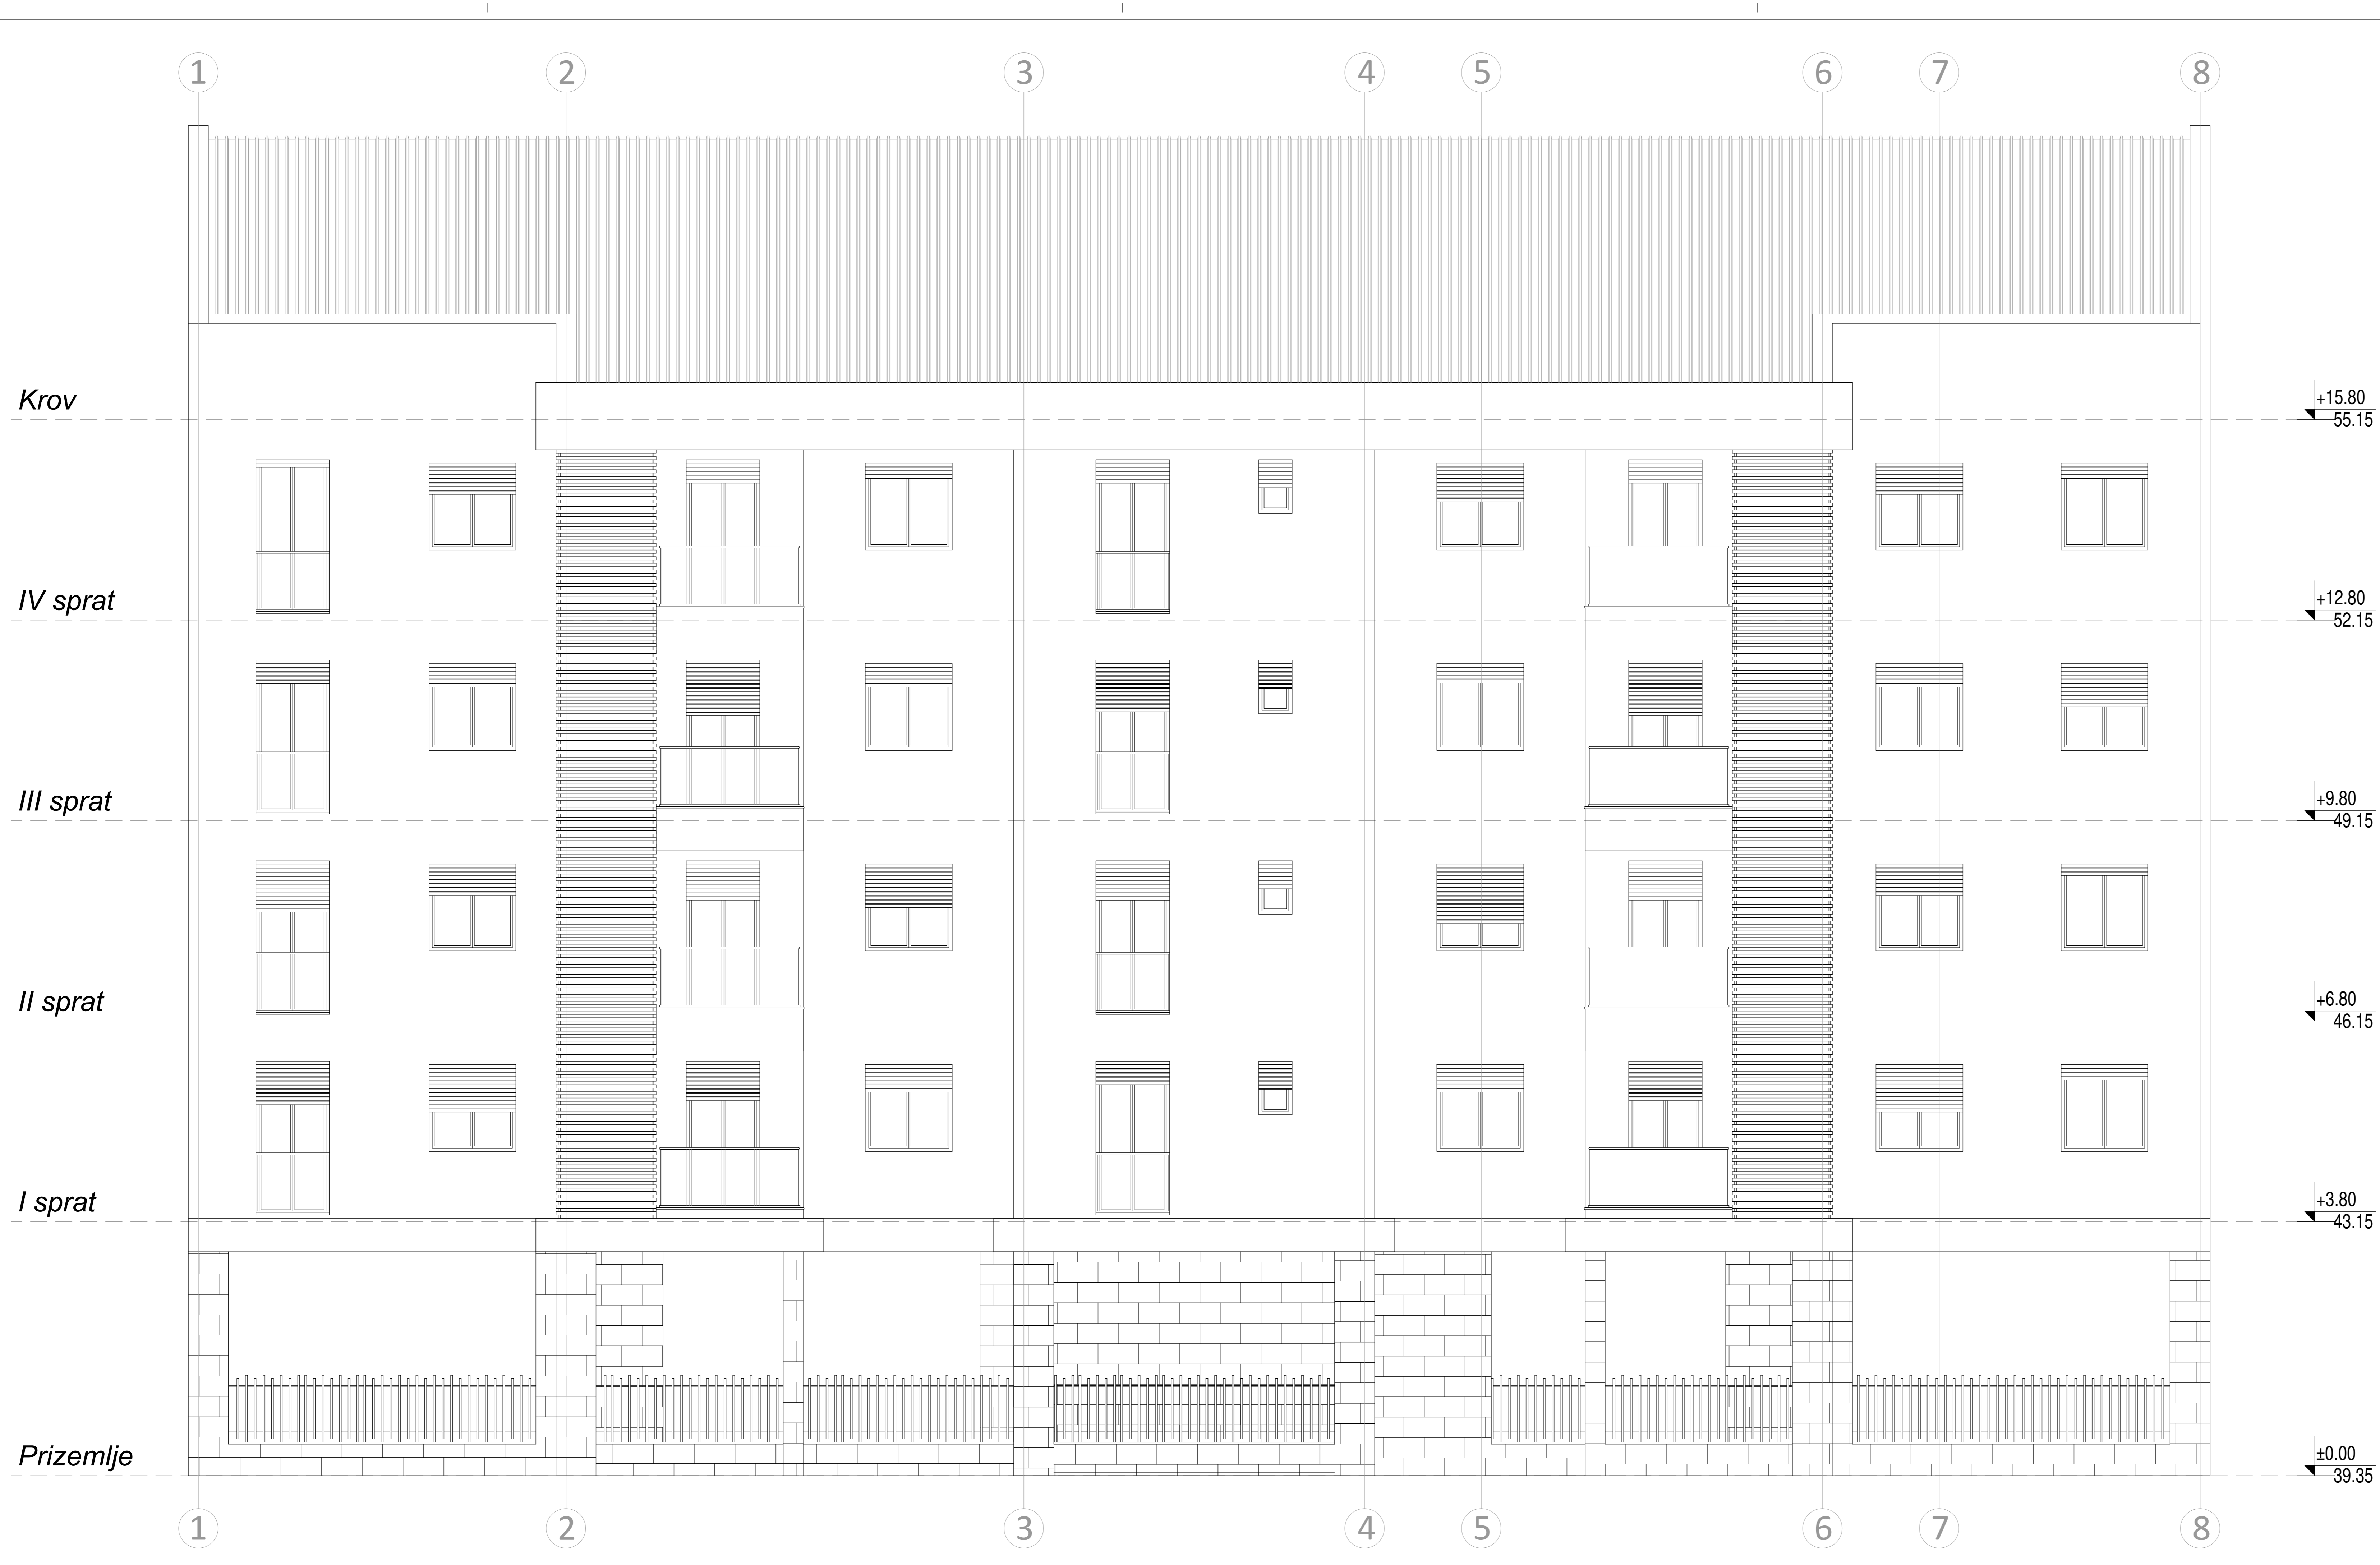 1 2 3 4 5 6 7 8
Krov
+15.80
55.15
IV sprat
+12.80
52.15
III sprat
+9.80
49.15
II sprat
+6.80
46.15
I sprat
+3.80
43.15
Prizemlje
±0.00
39.35
1 2 3 4 5 6 7 8